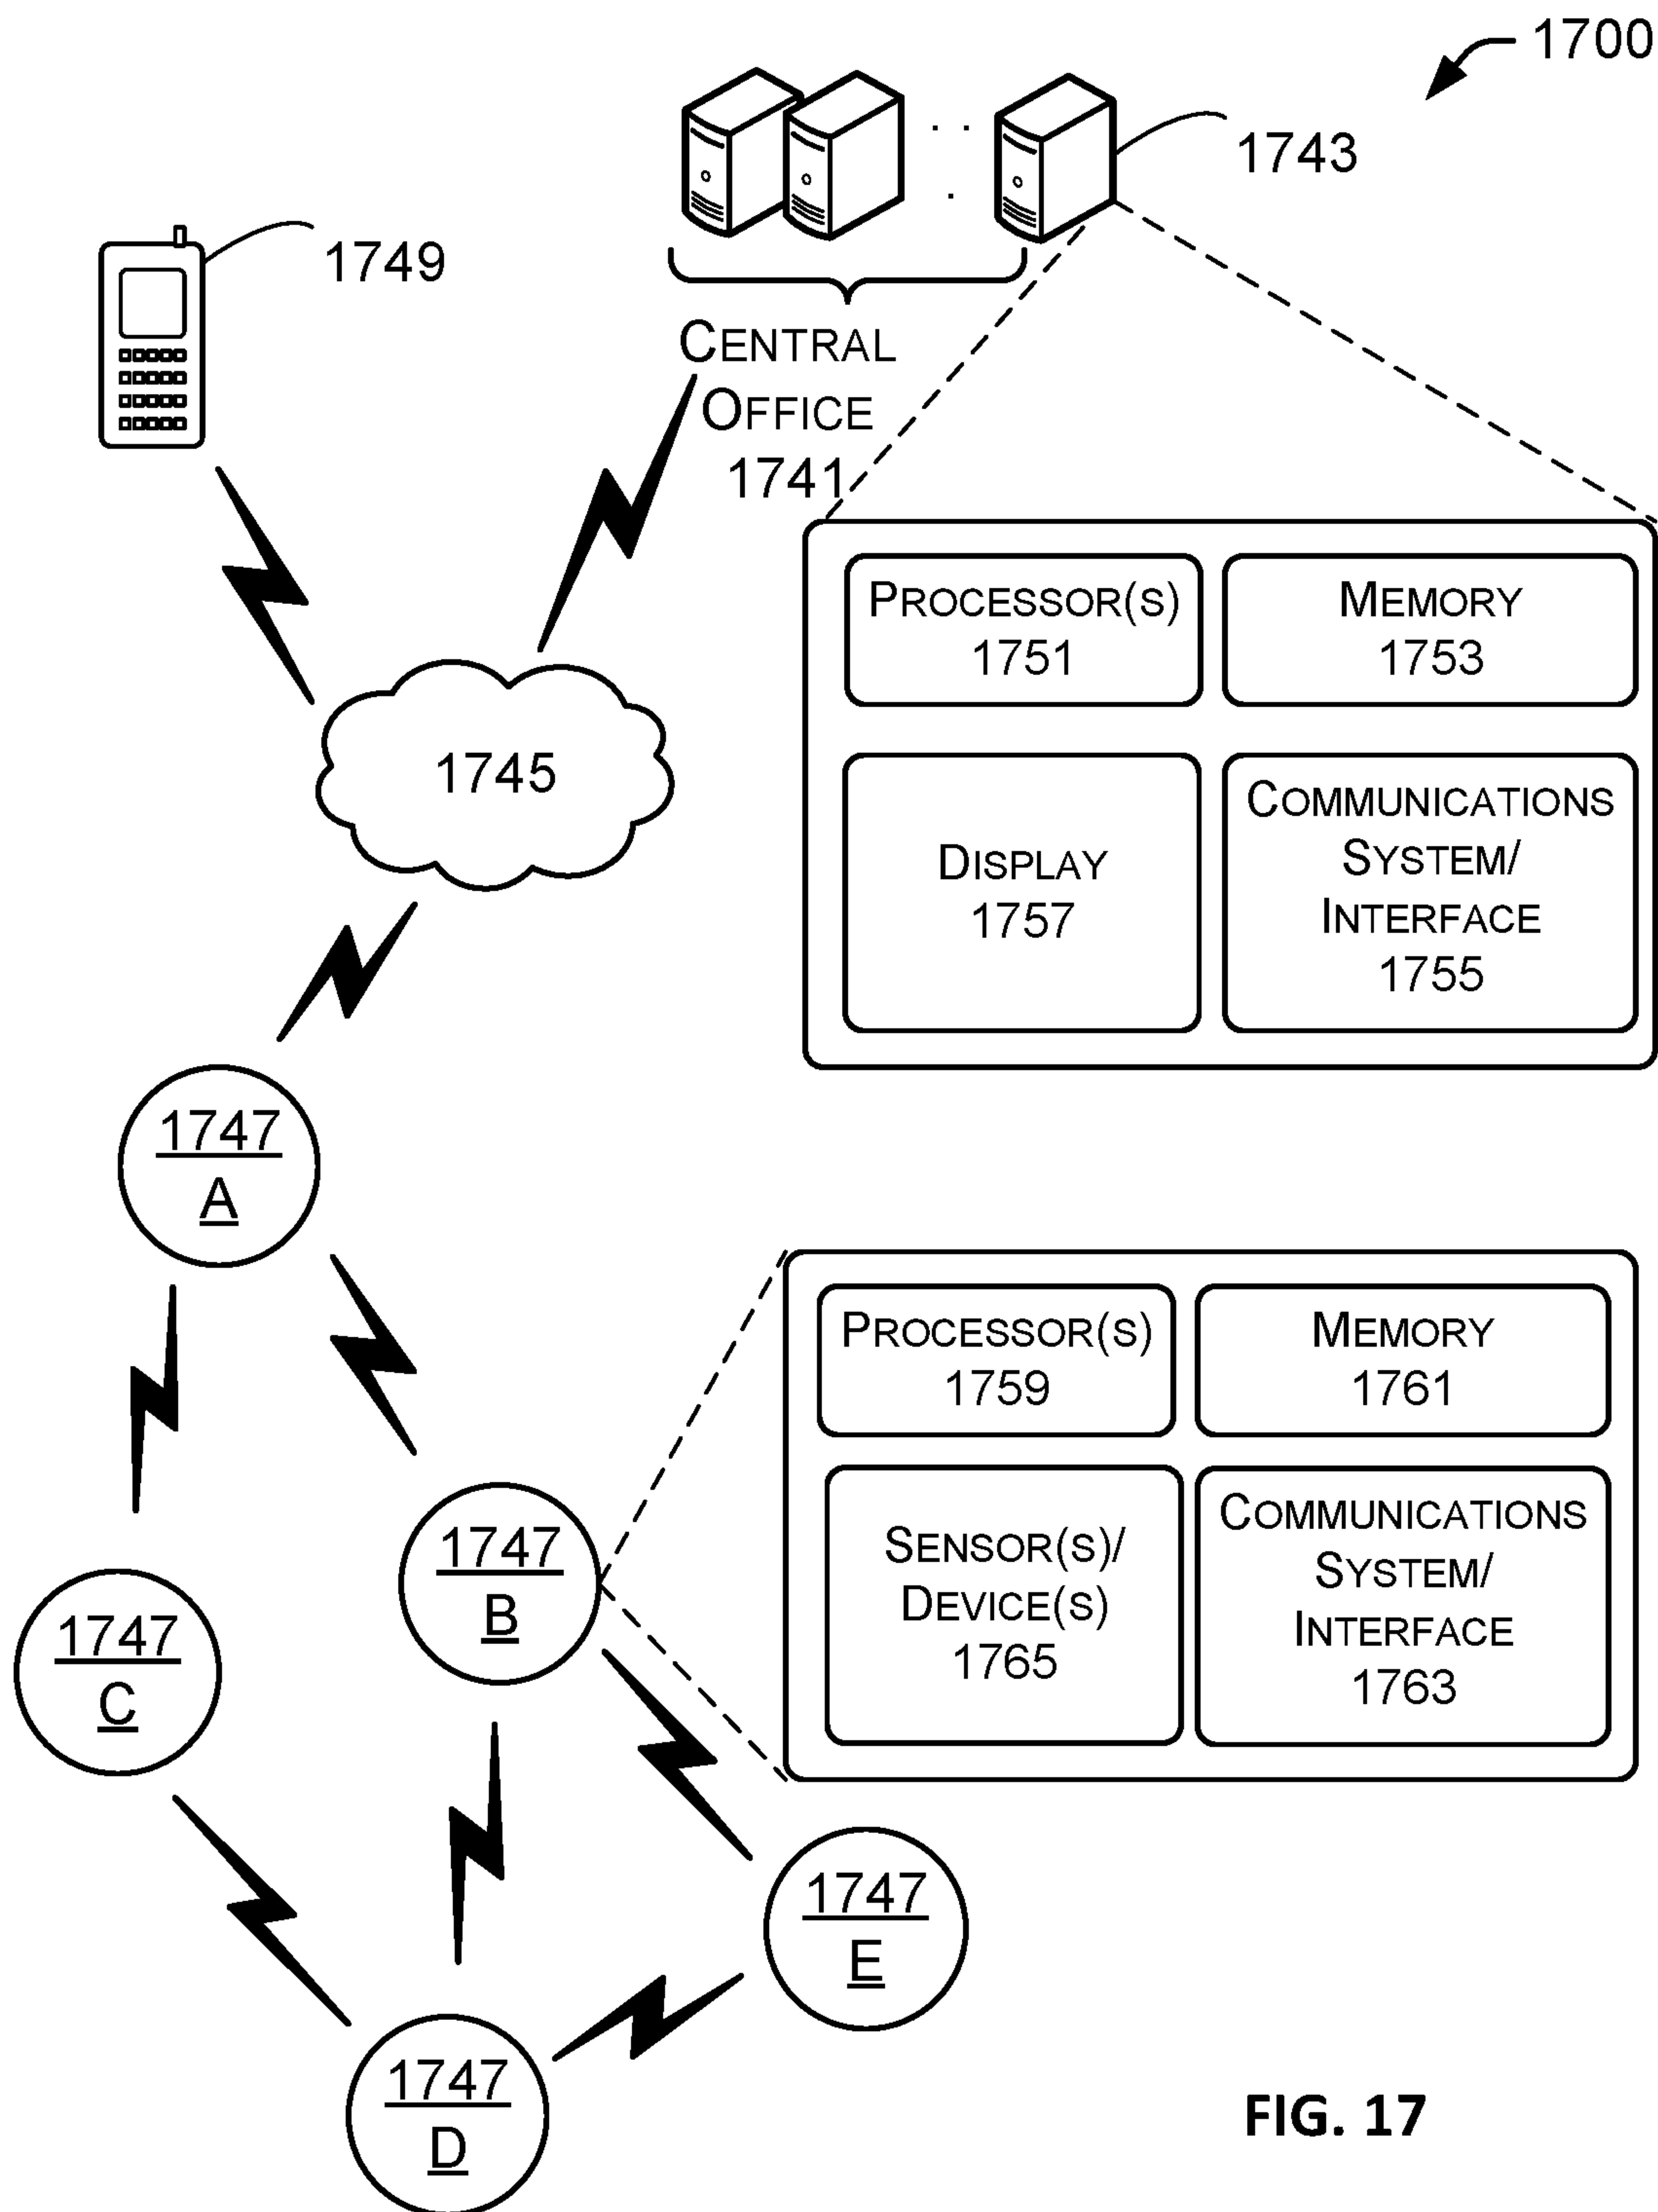 1700
1743
1749
CENTRAL
OFFICE
1741
PROCESSOR(S)
1751
MEMORY
1753
1745
DISPLAY
1757
COMMUNICATIONS
SYSTEM/
INTERFACE
1755
1747
A
PROCESSOR(S)
1759
MEMORY
1761
1747
B
SENSOR(S)/
DEVICE(S)
1765
COMMUNICATIONS
SYSTEM/
INTERFACE
1763
1747
C
1747
E
1747
D
FIG. 17